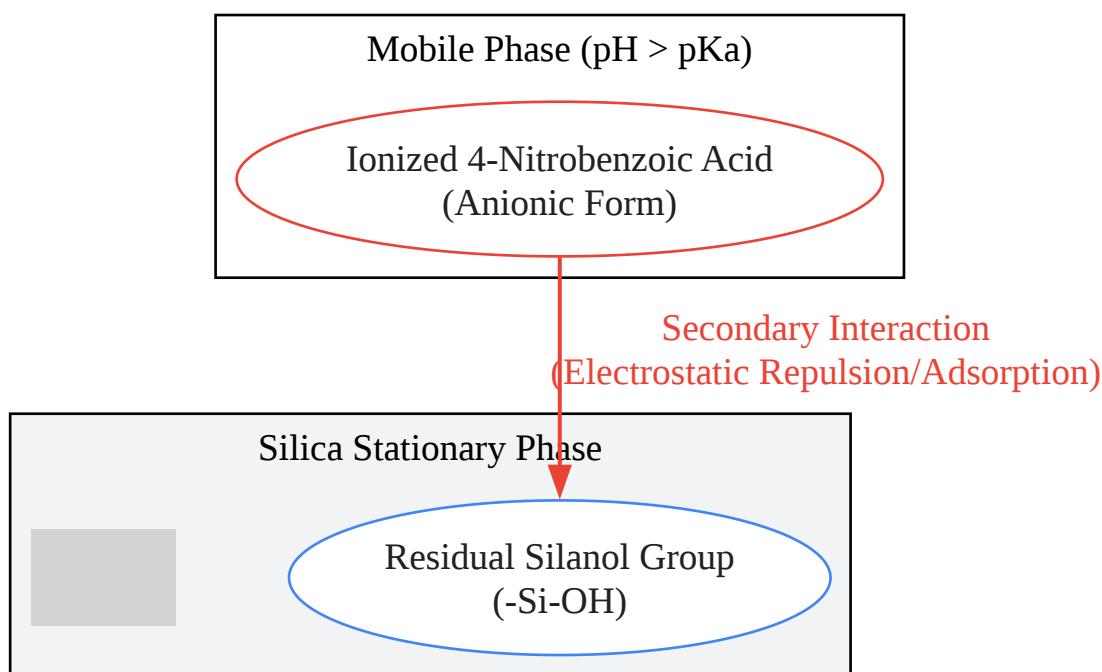 Mobile Phase (pH > pKa)
Ionized 4-Nitrobenzoic Acid
(Anionic Form)
Secondary Interaction
(Electrostatic Repulsion/Adsorption)
Silica Stationary Phase
Residual Silanol Group
(-Si-OH)